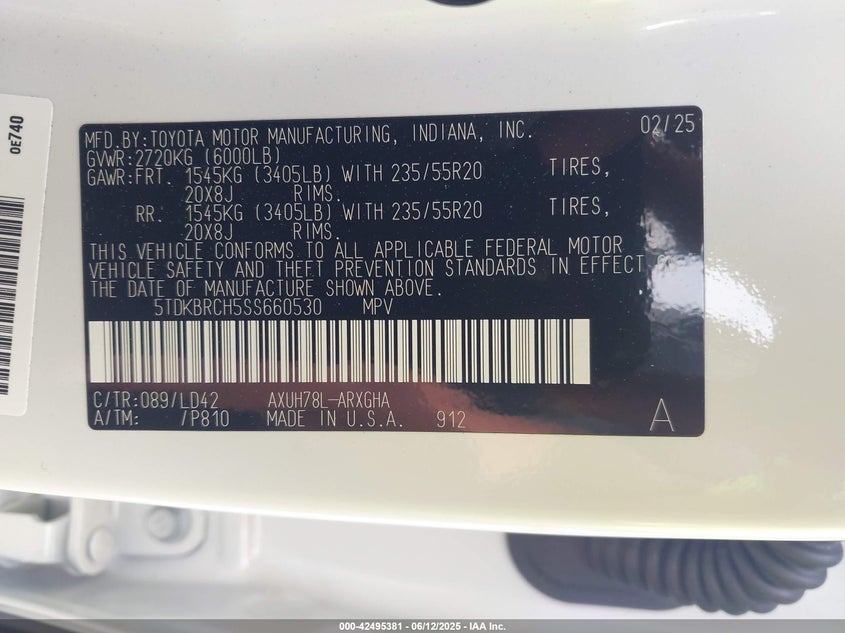 0E740
MFD.BY:TOYOTA MOTOR MANUFACTURING, INDIANA, INC. 02/25
GVWR:2720KG (6000LB)
GAWR:FRT. 1545KG (3405LB) WITH 235/55R20 TIRES,
20X8J RIMS.
RR. 1545KG (3405LB) WITH 235/55R20 TIRES,
20X8J RIMS.
THIS VEHICLE CONFORMS TO ALL APPLICABLE FEDERAL MOTOR
VEHICLE SAFETY AND THEFT PREVENTION STANDARDS IN EFFECT ON
THE DATE OF MANUFACTURE SHOWN ABOVE.
5TDKBRCH5SS660530 MPV
C/TR:089/LD42 AXUH78L-ARXGHA
A/TM: /P810 MADE IN U.S.A. 912 A
000-42495381 - 06/12/2025 - IAA Inc.